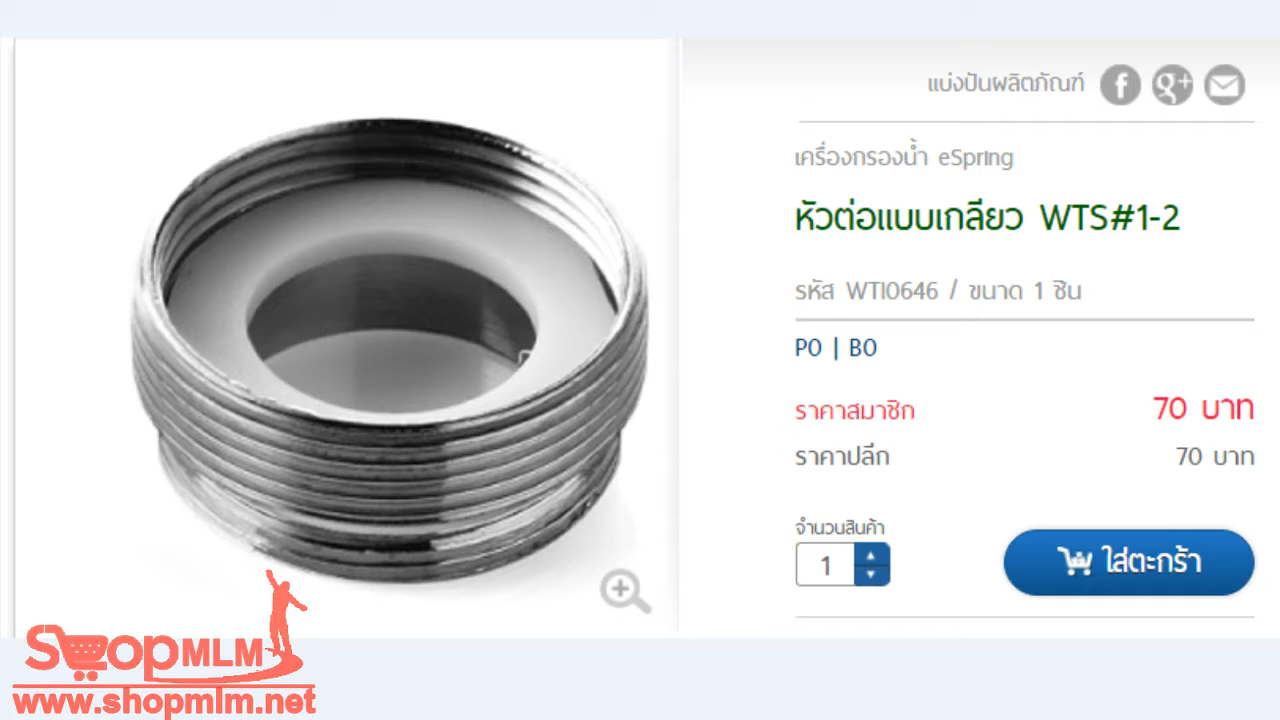 แบ่งปันผลิตภัณฑ์
เครื่องกรองน้ำ eSpring
หัวต่อแบบเกลียว WTS#1-2
รหัส WTI0646 / ขนาด 1 ชิ้น
P0 | B0
ราคาสมาชิก 70 บาท
ราคาปลีก 70 บาท
จำนวนสินค้า
1
ใส่ตะกร้า
ShopMLM
www.shopmlm.net